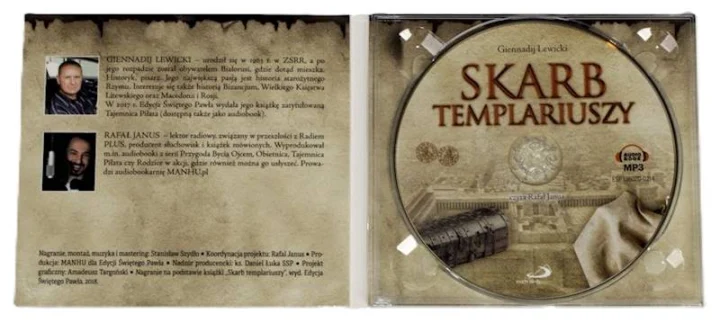 GIENNADIJ LEWICKI – urodził się w 1963 r. w ZSRR, a po
jego rozpadzie został obywatelem Białorusi, gdzie dotąd mieszka.
Historyk, pisarz. Jego największą pasją jest historia starożytnego
Rzymu. Interesuje się także historią Bizancjum, Wielkiego Księstwa
Litewskiego oraz Macedonii i Rosji.
W 2017 r. Edycja Świętego Pawła wydała jego książkę zatytułowaną
Tajemnica Piłata (dostępną także jako audiobook).
RAFAŁ JANUS – lektor radiowy, związany w przeszłości z Radiem
PLUS, producent słuchowisk i książek mówionych. Wyprodukował
m.in. audiobooki z serii Przygoda Bycia Ojcem, Obietnica, Tajemnica
Piłata czy Rodzice w akcji, gdzie również można go usłyszeć. Prowa-
dzi audiobookarnię MANHU.pl
Nagranie, montaż, muzyka i mastering: Stanisław Szydło • Koordynacja projektu: Rafał Janus • Pro-
dukcja: MANHU dla Edycji Świętego Pawła • Nadzór producencki: ks. Daniel Łuka SSP • Projekt
graficzny: Amadeusz Targoński • Nagranie na podstawie książki „Skarb templariuszy", wyd. Edycja
Świętego Pawła, 2018.
Giennadij Lewicki
SKARB
TEMPLARIUSZY
MP3
czyta Rafał Janus